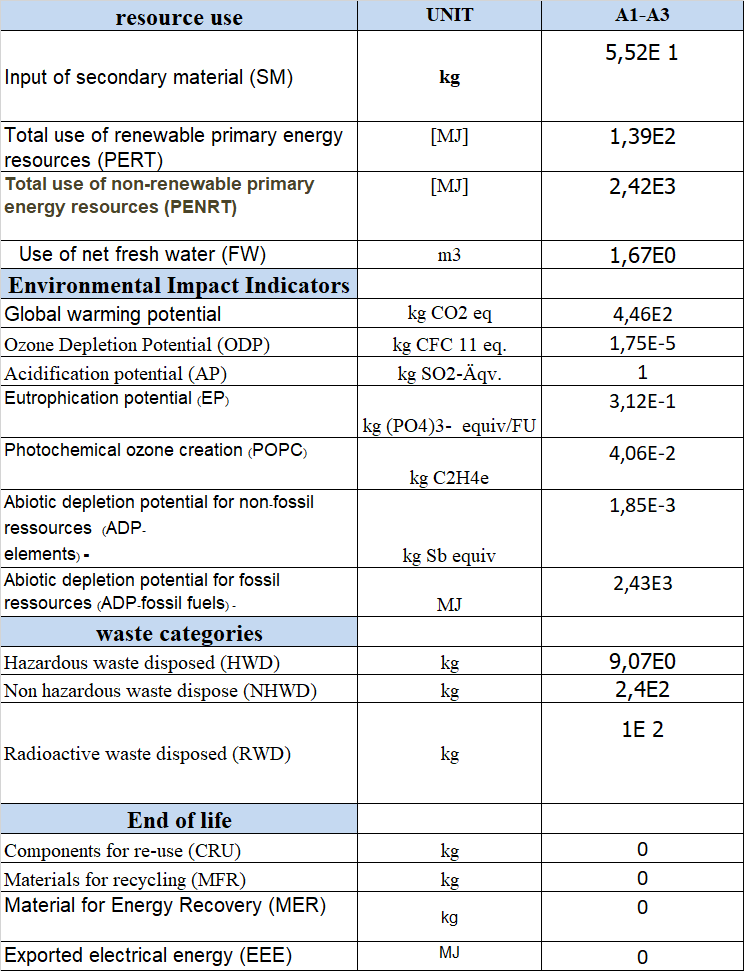 resource use UNIT A1-A3
Input of secondary material (SM) kg 5,52E 1
Total use of renewable primary energy [MJ] 1,39E2
resources (PERT)
Total use of non-renewable primary [MJ] 2,42E3
energy resources (PENRT)
Use of net fresh water (FW) m3 1,67E0
Environmental Impact Indicators
Global warming potential kg CO2 eq 4,46E2
Ozone Depletion Potential (ODP) kg CFC 11 eq. 1,75E-5
Acidification potential (AP) kg SO2-Äqv. 1
Eutrophication potential (EP) kg (PO4)3- equiv/FU 3,12E-1
Photochemical ozone creation (POPC) kg C2H4e 4,06E-2
Abiotic depletion potential for non-fossil 1,85E-3
ressources (ADP-
elements) - kg Sb equiv
Abiotic depletion potential for fossil 2,43E3
ressources (ADP-fossil fuels) - MJ
waste categories
Hazardous waste disposed (HWD) kg 9,07E0
Non hazardous waste dispose (NHWD) kg 2,4E2
Radioactive waste disposed (RWD) kg 1E 2
End of life
Components for re-use (CRU) kg 0
Materials for recycling (MFR) kg 0
Material for Energy Recovery (MER) kg 0
Exported electrical energy (EEE) MJ 0